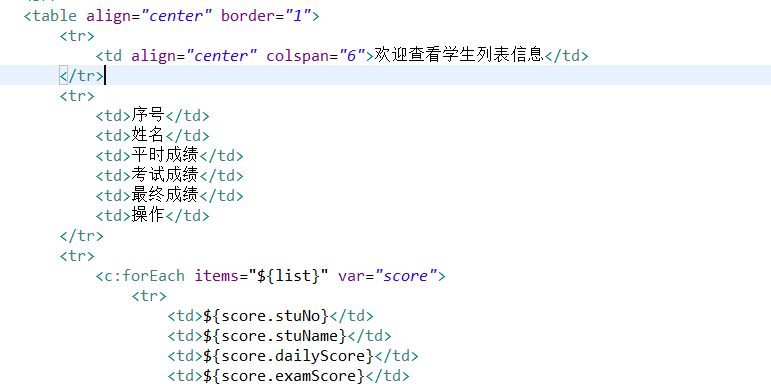 <table align="center" border="1">
<tr>
<td align="center" colspan="6">欢迎查看学生列表信息</td>
</tr>
<tr>
<td>序号</td>
<td>姓名</td>
<td>平时成绩</td>
<td>考试成绩</td>
<td>最终成绩</td>
<td>操作</td>
</tr>
<tr>
<c:forEach items="${list}" var="score">
<tr>
<td>${score.stuNo}</td>
<td>${score.stuName}</td>
<td>${score.dailyScore}</td>
<td>${score.examScore}</td>